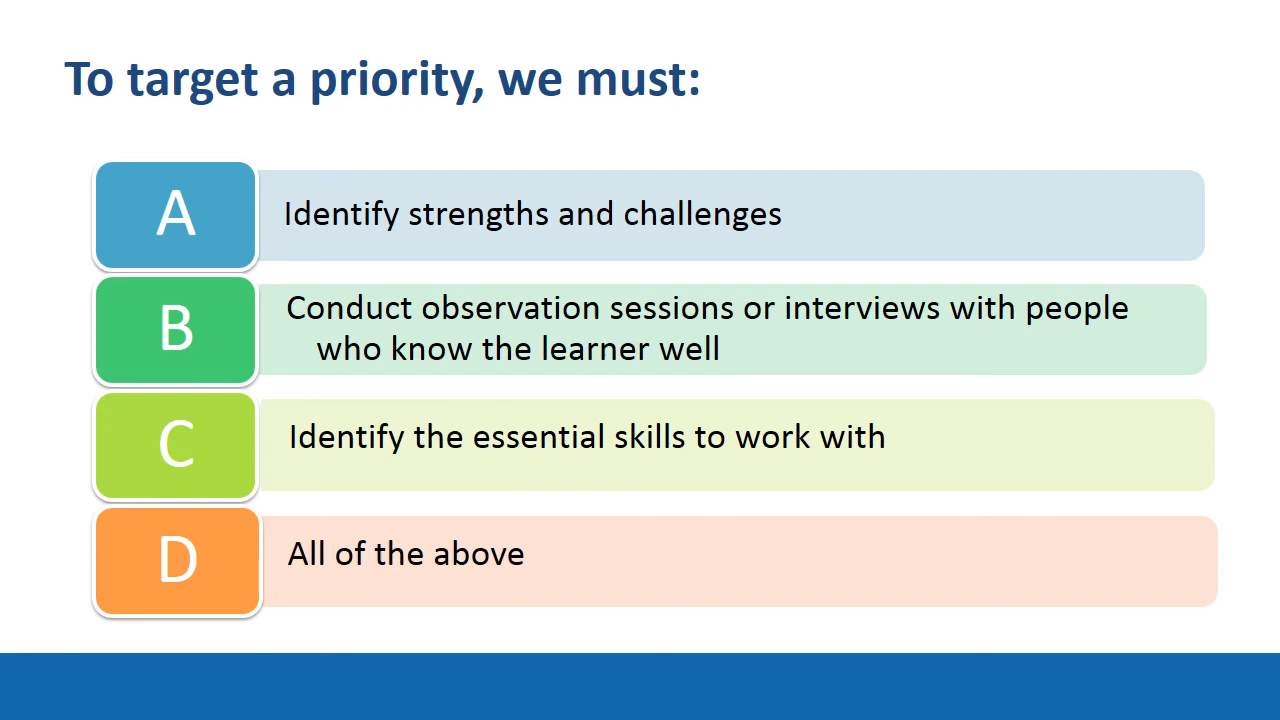 To target a priority, we must:
A
Identify strengths and challenges
B
Conduct observation sessions or interviews with people
who know the learner well
C
Identify the essential skills to work with
D
All of the above